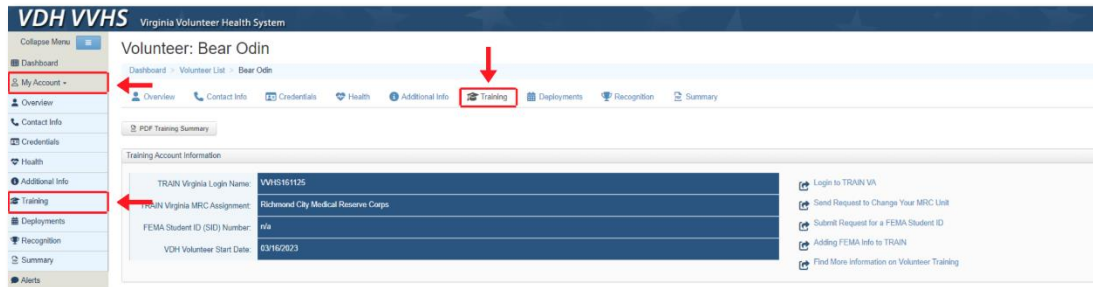 VDH VVHS Virginia Volunteer Health System
Collapse Menu
Dashboard
My Account
Overview
Contact Info
Credentials
Health
Additional Info
Training
Deployments
Recognition
Summary
Alerts
Volunteer: Bear Odin
Dashboard > Volunteer List > Bear Odin
Overview Contact Info Credentials Health Additional Info Training Deployments Recognition Summary
PDF Training Summary
Training Account Information
TRAIN Virginia Login Name: VVHS161125
TRAIN Virginia MRC Assignment: Richmond City Medical Reserve Corps
FEMA Student ID (SID) Number: n/a
VDH Volunteer Start Date: 03/16/2023
Login to TRAIN VA
Send Request to Change Your MRC Unit
Submit Request for a FEMA Student ID
Adding FEMA Info to TRAIN
Find More Information on Volunteer Training